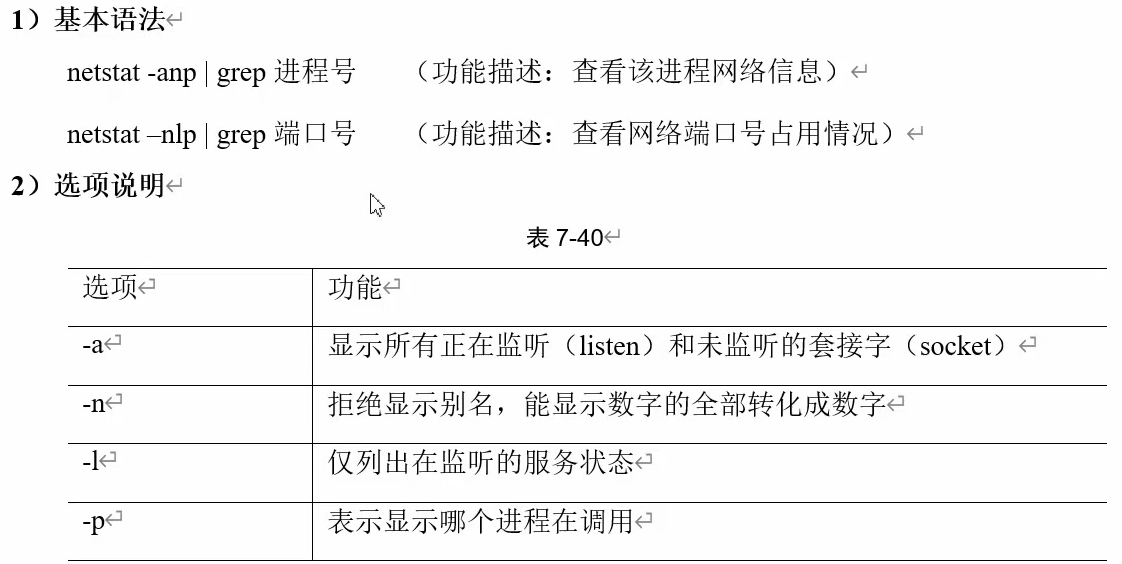 1）基本语法
netstat -anp | grep 进程号 （功能描述：查看该进程网络信息）
netstat –nlp | grep 端口号 （功能描述：查看网络端口号占用情况）
2）选项说明
表 7-40
选项 功能
-a 显示所有正在监听（listen）和未监听的套接字（socket）
-n 拒绝显示别名，能显示数字的全部转化成数字
-l 仅列出在监听的服务状态
-p 表示显示哪个进程在调用